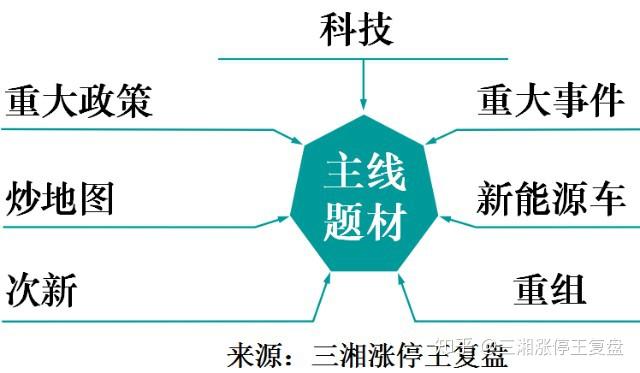 科技
重大政策
重大事件
主线
题材
炒地图
新能源车
次新
重组
知乎 @三湘涨停王复盘
来源：三湘涨停王复盘